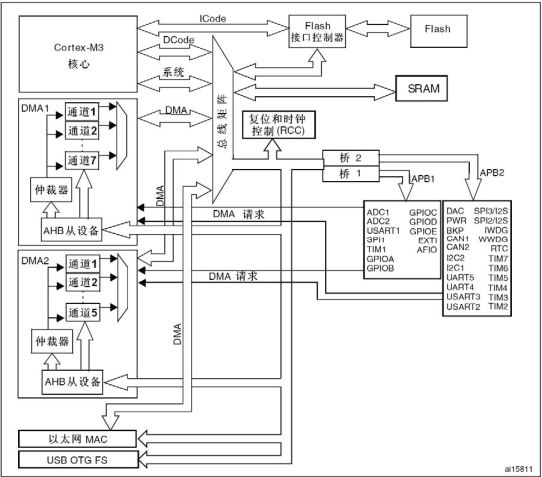 ICode
Cortex-M3
核心
DCode
系统
Flash
接口控制器
Flash
总线矩阵
SRAM
DMA1
通道1
通道2
通道7
DMA
复位和时钟
控制(RCC)
桥 2
桥 1
APB1
APB2
仲裁器
AHB从设备
DMA
DMA 请求
ADC1 GPIOC
ADC2 GPIOD
USART1 GPIOE
3PI1 EXTI
TIM1 AFIO
GPIOA
GPIOB
DAC SPI3/I2S
PWR SPI2/I2S
BKP IWDG
CAN1 WWDG
CAN2 RTC
I2C2 TIM7
I2C1 TIM6
UART5 TIM5
UART4 TIM4
USART3 TIM3
USART2 TIM2
DMA2
通道1
通道2
通道5
DMA 请求
仲裁器
AHB从设备
DMA
以太网 MAC
USB OTG FS
ai15811